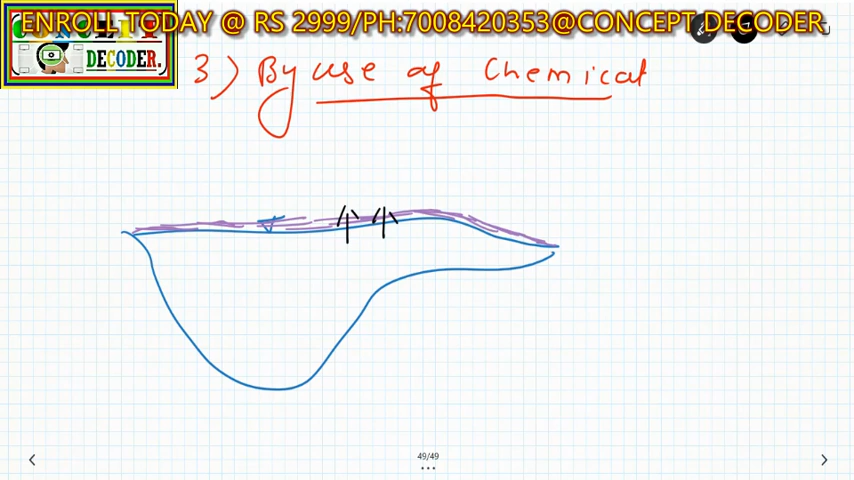 ENROLL TODAY @ RS 2999/PH:7008420353@CONCEPT DECODER
DECODER.
3) By use of Chemical
49/49